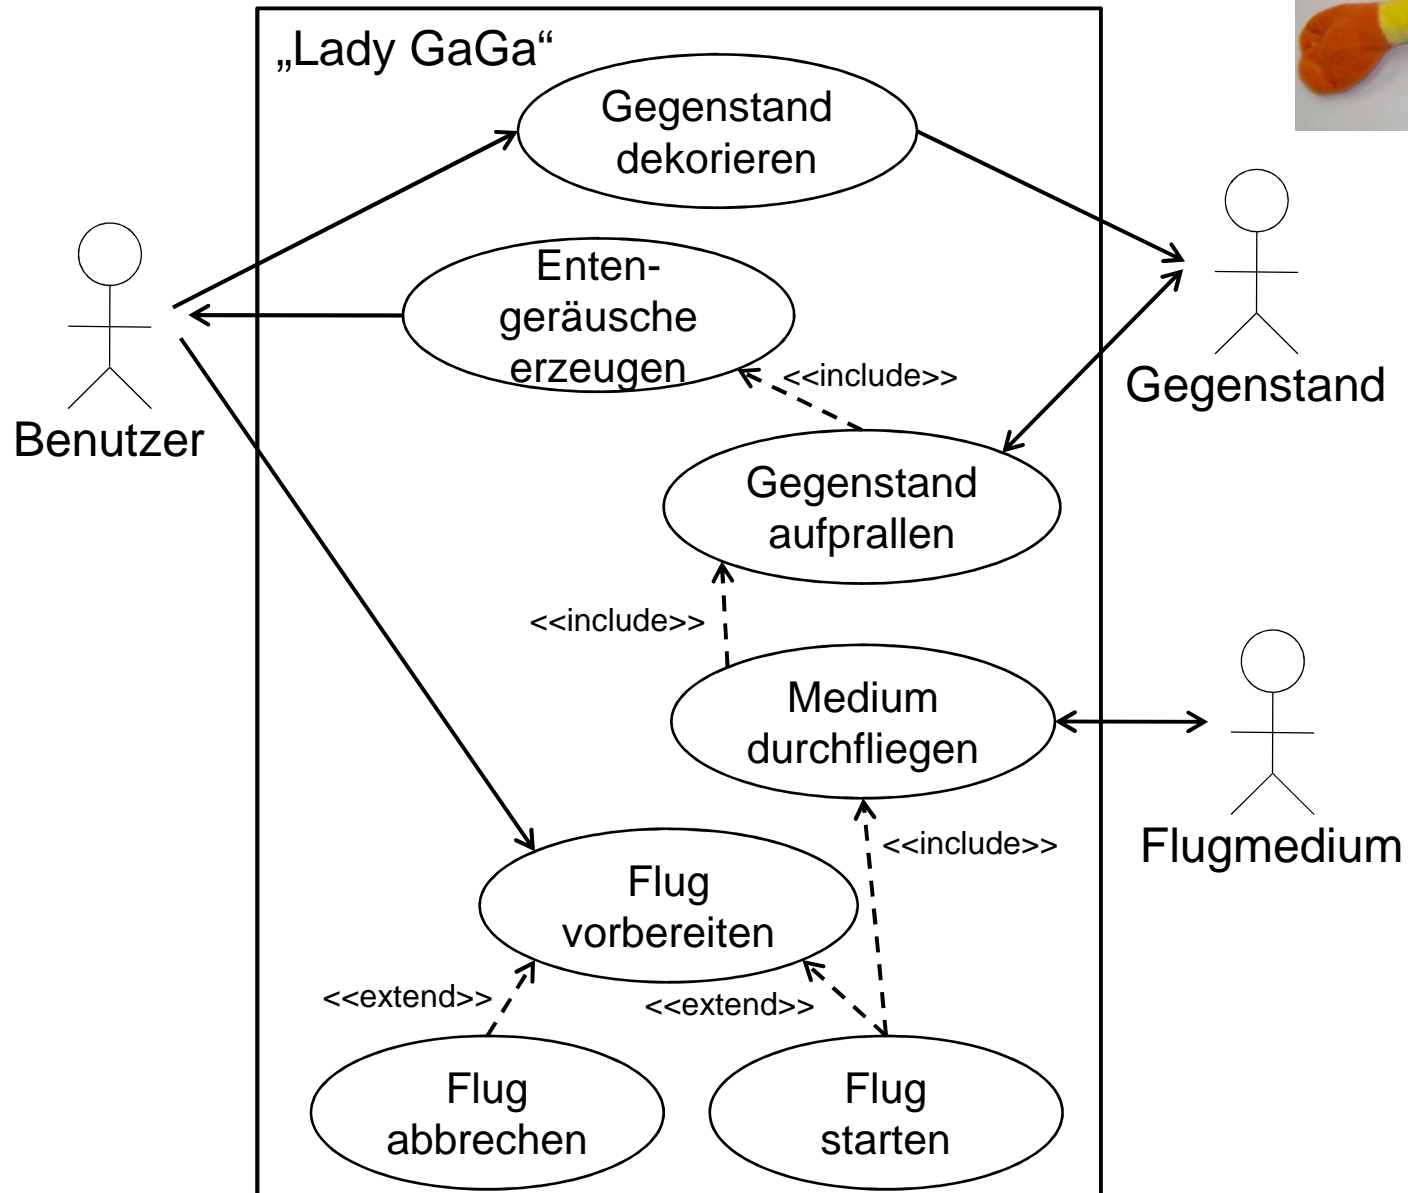 „Lady GaGa“
Gegenstand
dekorieren
Enten-
geräusche
erzeugen
<<include>>
Gegenstand
Benutzer
Gegenstand
aufprallen
<<include>>
Medium
durchfliegen
<<include>>
Flugmedium
Flug
vorbereiten
<<extend>>
<<extend>>
Flug
abbrechen
Flug
starten